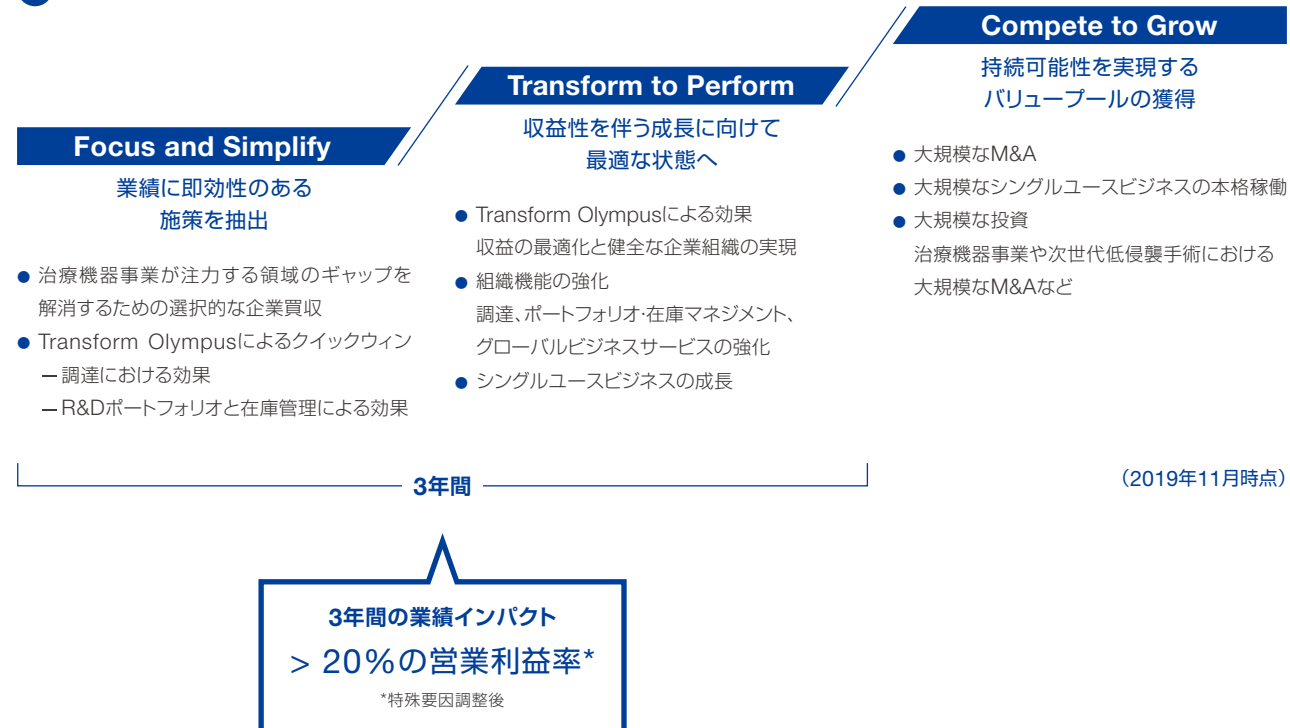 Focus and Simplify
業績に即効性のある
施策を抽出
● 治療機器事業が注力する領域のギャップを
解消するための選択的な企業買収
● Transform Olympusによるクイックウィン
―調達における効果
―R&Dポートフォリオと在庫管理による効果
Transform to Perform
収益性を伴う成長に向けて
最適な状態へ
● Transform Olympusによる効果
収益の最適化と健全な企業組織の実現
● 組織機能の強化
調達、ポートフォリオ・在庫マネジメント、
グローバルビジネスサービスの強化
● シングルユースビジネスの成長
Compete to Grow
持続可能性を実現する
バリュープールの獲得
● 大規模なM&A
● 大規模なシングルユースビジネスの本格稼働
● 大規模な投資
治療機器事業や次世代低侵襲手術における
大規模なM&Aなど
3年間
（2019年11月時点）
3年間の業績インパクト
> 20%の営業利益率*
*特殊要因調整後